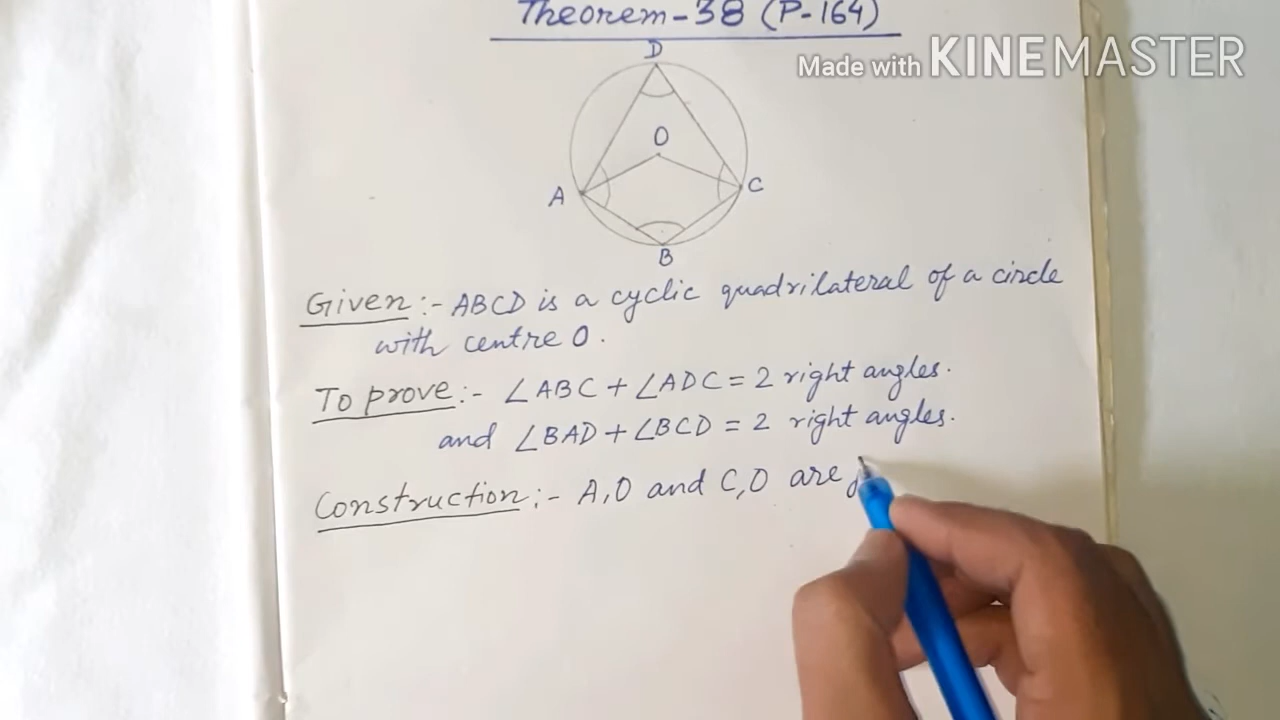 Theorem-38 (P-164)
Made with KINEMASTER
D
O
A
C
B
Given:- ABCD is a cyclic quadrilateral of a circle
with centre O.
To prove:- ∠ABC + ∠ADC = 2 right angles.
and ∠BAD + ∠BCD = 2 right angles.
Construction:- A,O and C,O are